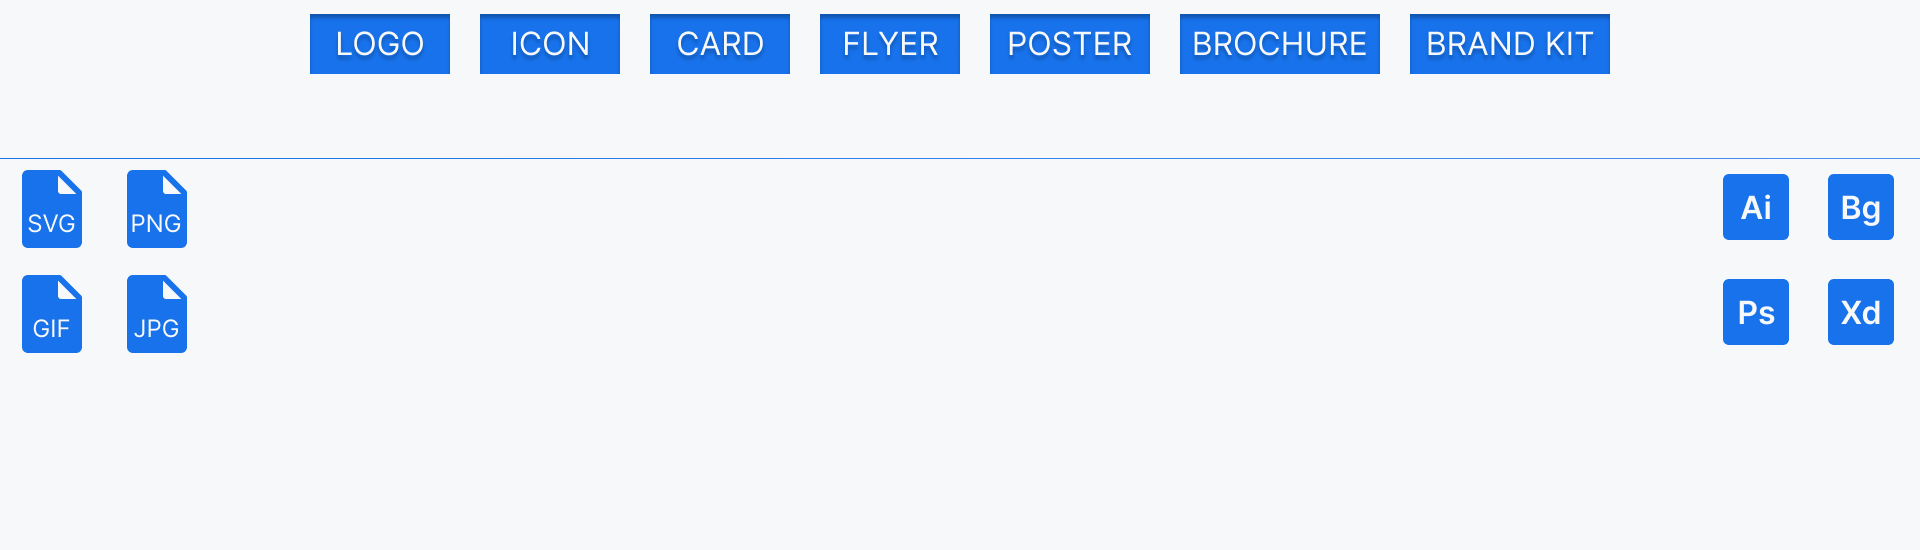 LOGO ICON CARD FLYER POSTER BROCHURE BRAND KIT
SVG PNG Ai Bg
GIF JPG Ps Xd